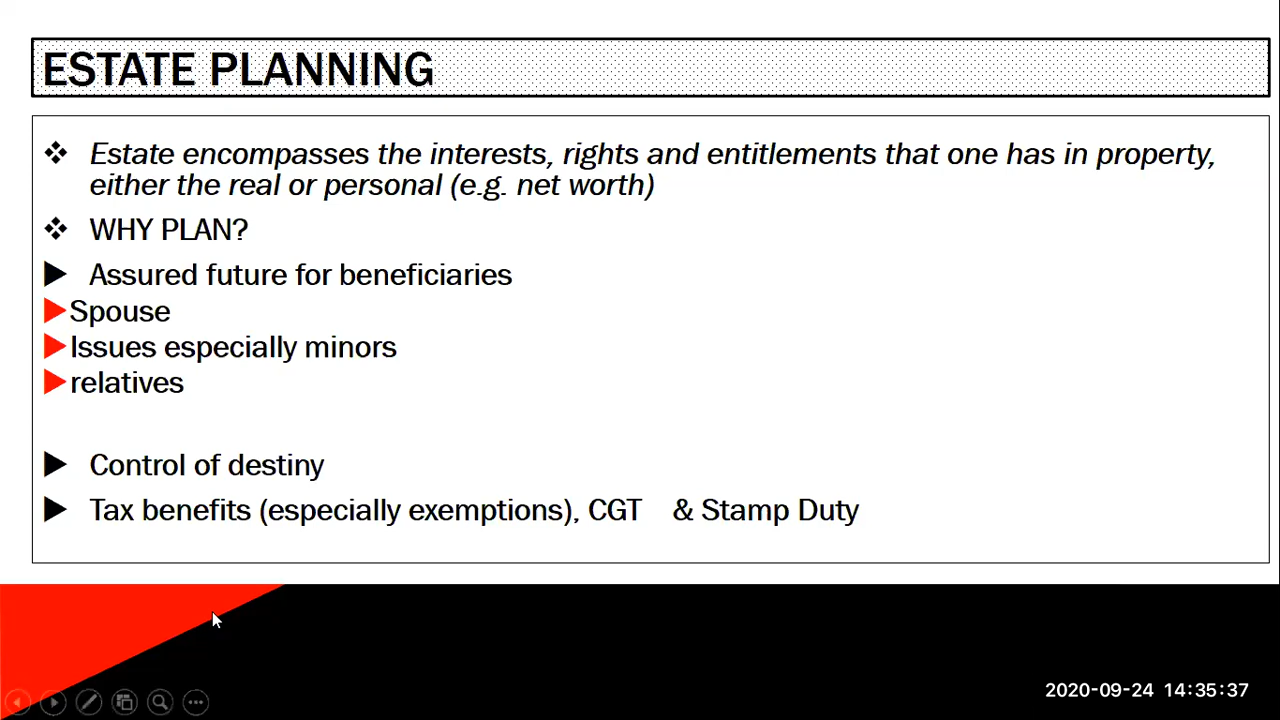 ESTATE PLANNING
Estate encompasses the interests, rights and entitlements that one has in property,
either the real or personal (e.g. net worth)
WHY PLAN?
Assured future for beneficiaries
Spouse
Issues especially minors
relatives
Control of destiny
Tax benefits (especially exemptions), CGT & Stamp Duty
2020-09-24 14:35:37